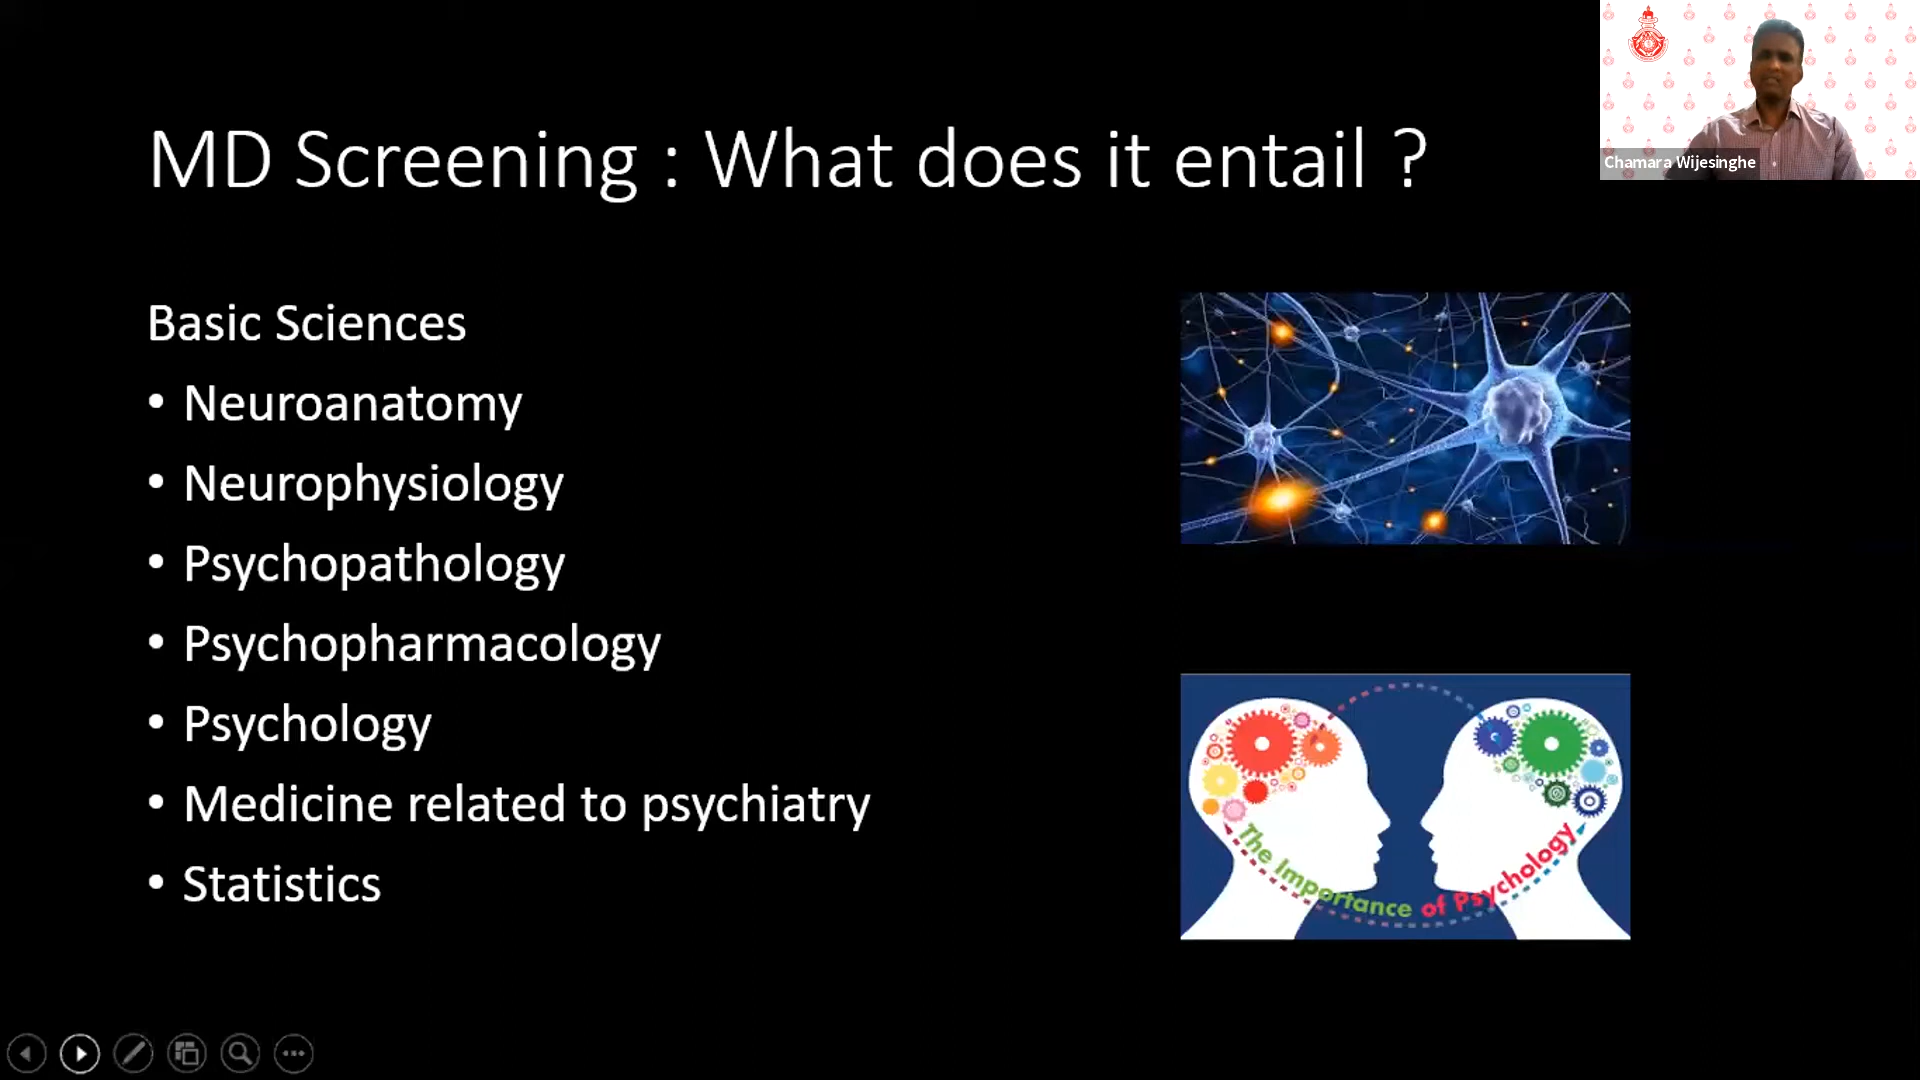 MD Screening : What does it entail ?
Chamara Wijesinghe
Basic Sciences
• Neuroanatomy
• Neurophysiology
• Psychopathology
• Psychopharmacology
• Psychology
• Medicine related to psychiatry
• Statistics
The Importance of Psychology